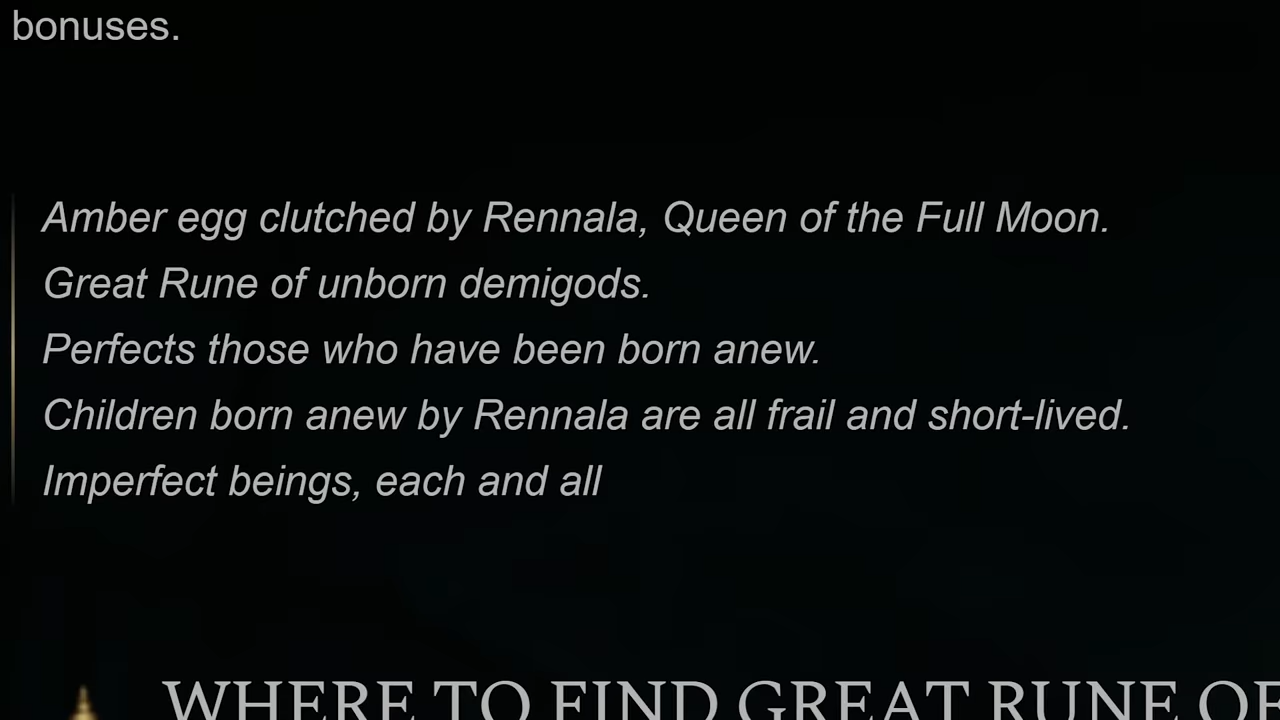 bonuses.
Amber egg clutched by Rennala, Queen of the Full Moon.
Great Rune of unborn demigods.
Perfects those who have been born anew.
Children born anew by Rennala are all frail and short-lived.
Imperfect beings, each and all
WHERE TO FIND GREAT RUNE OF